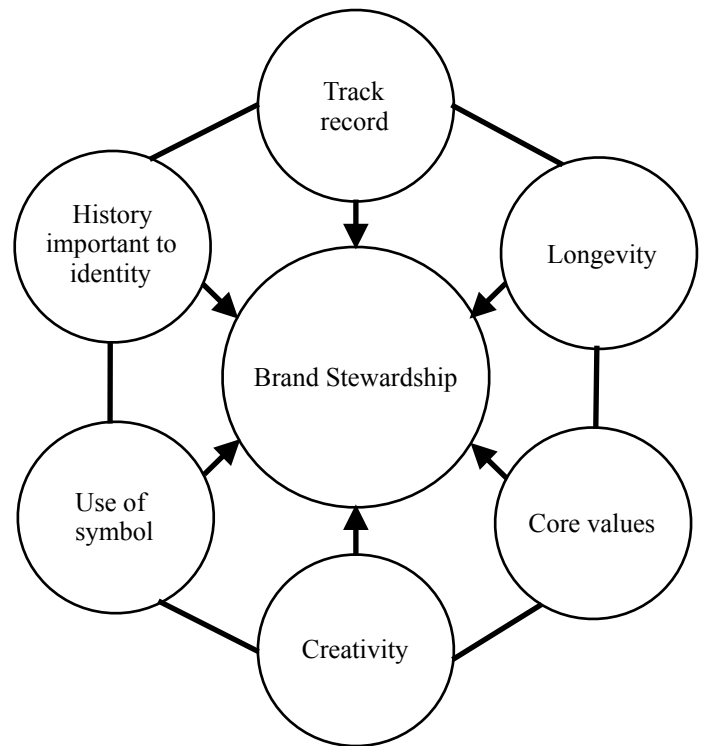 Track
record
History
important to
identity
Longevity
Brand Stewardship
Use of
symbol
Core values
Creativity